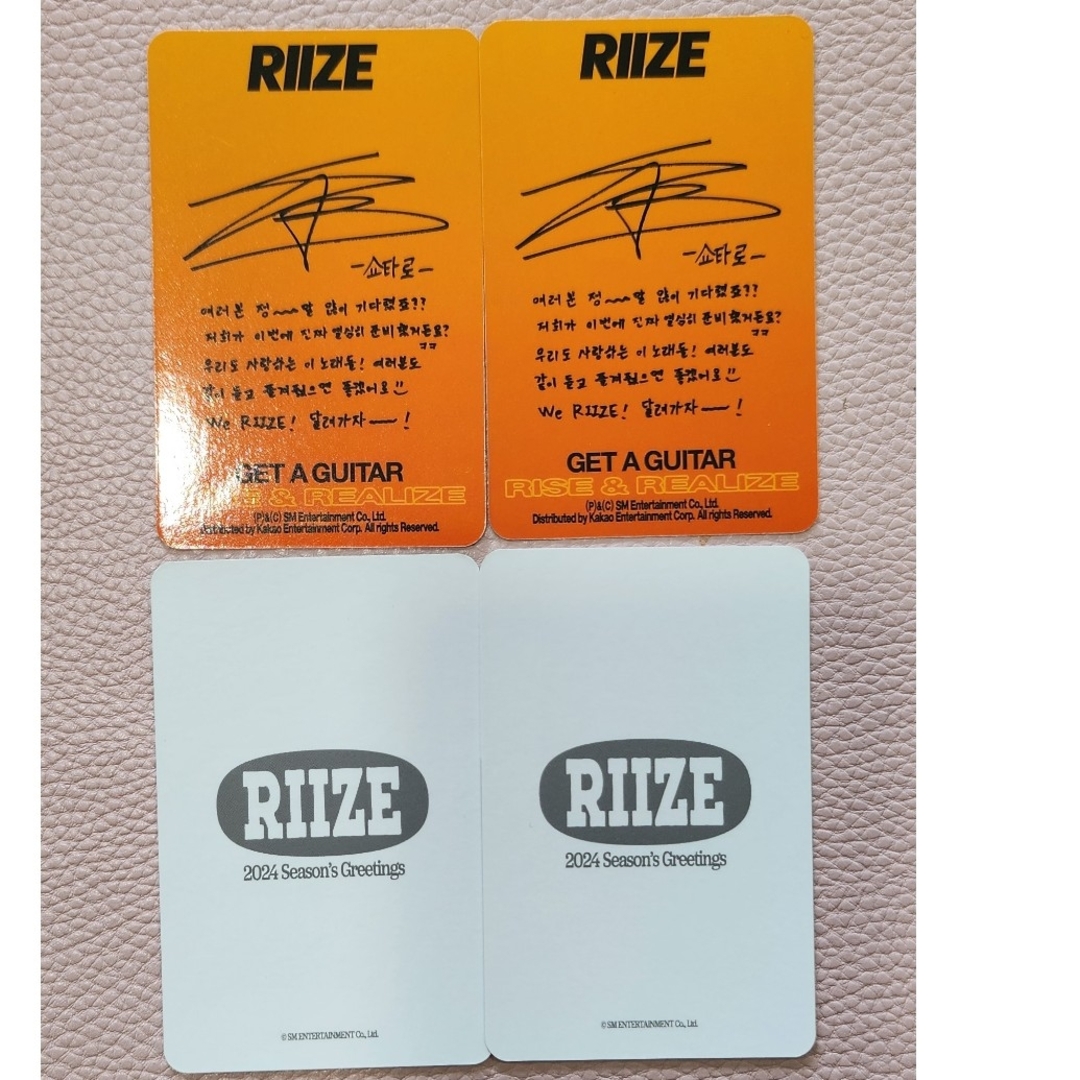 RIIZE
-쇼타로-
여러분 정~~말 많이 기다렸죠??
저희가 이번에 진짜 열심히 준비했거든요?
ㅋㅋ
우리도 사랑하는 이 노래들! 여러분도
같이 듣고 즐겨줬으면 좋겠어요!!
We RIIZE! 달려가자ㅡ!
GET A GUITAR
RISE & REALIZE
(P)&(C) SM Entertainment Co., Ltd.
Distributed by Kakao Entertainment Corp. All rights Reserved.
RIIZE
-쇼타로-
여러분 정~~말 많이 기다렸죠??
저희가 이번에 진짜 열심히 준비했거든요?
ㅋㅋ
우리도 사랑하는 이 노래들! 여러분도
같이 듣고 즐겨줬으면 좋겠어요!!
We RIIZE! 달려가자ㅡ!
GET A GUITAR
RISE & REALIZE
(P)&(C) SM Entertainment Co., Ltd.
Distributed by Kakao Entertainment Corp. All rights Reserved.
RIIZE
2024 Season's Greetings
© SM ENTERTAINMENT Co., Ltd.
RIIZE
2024 Season's Greetings
© SM ENTERTAINMENT Co., Ltd.